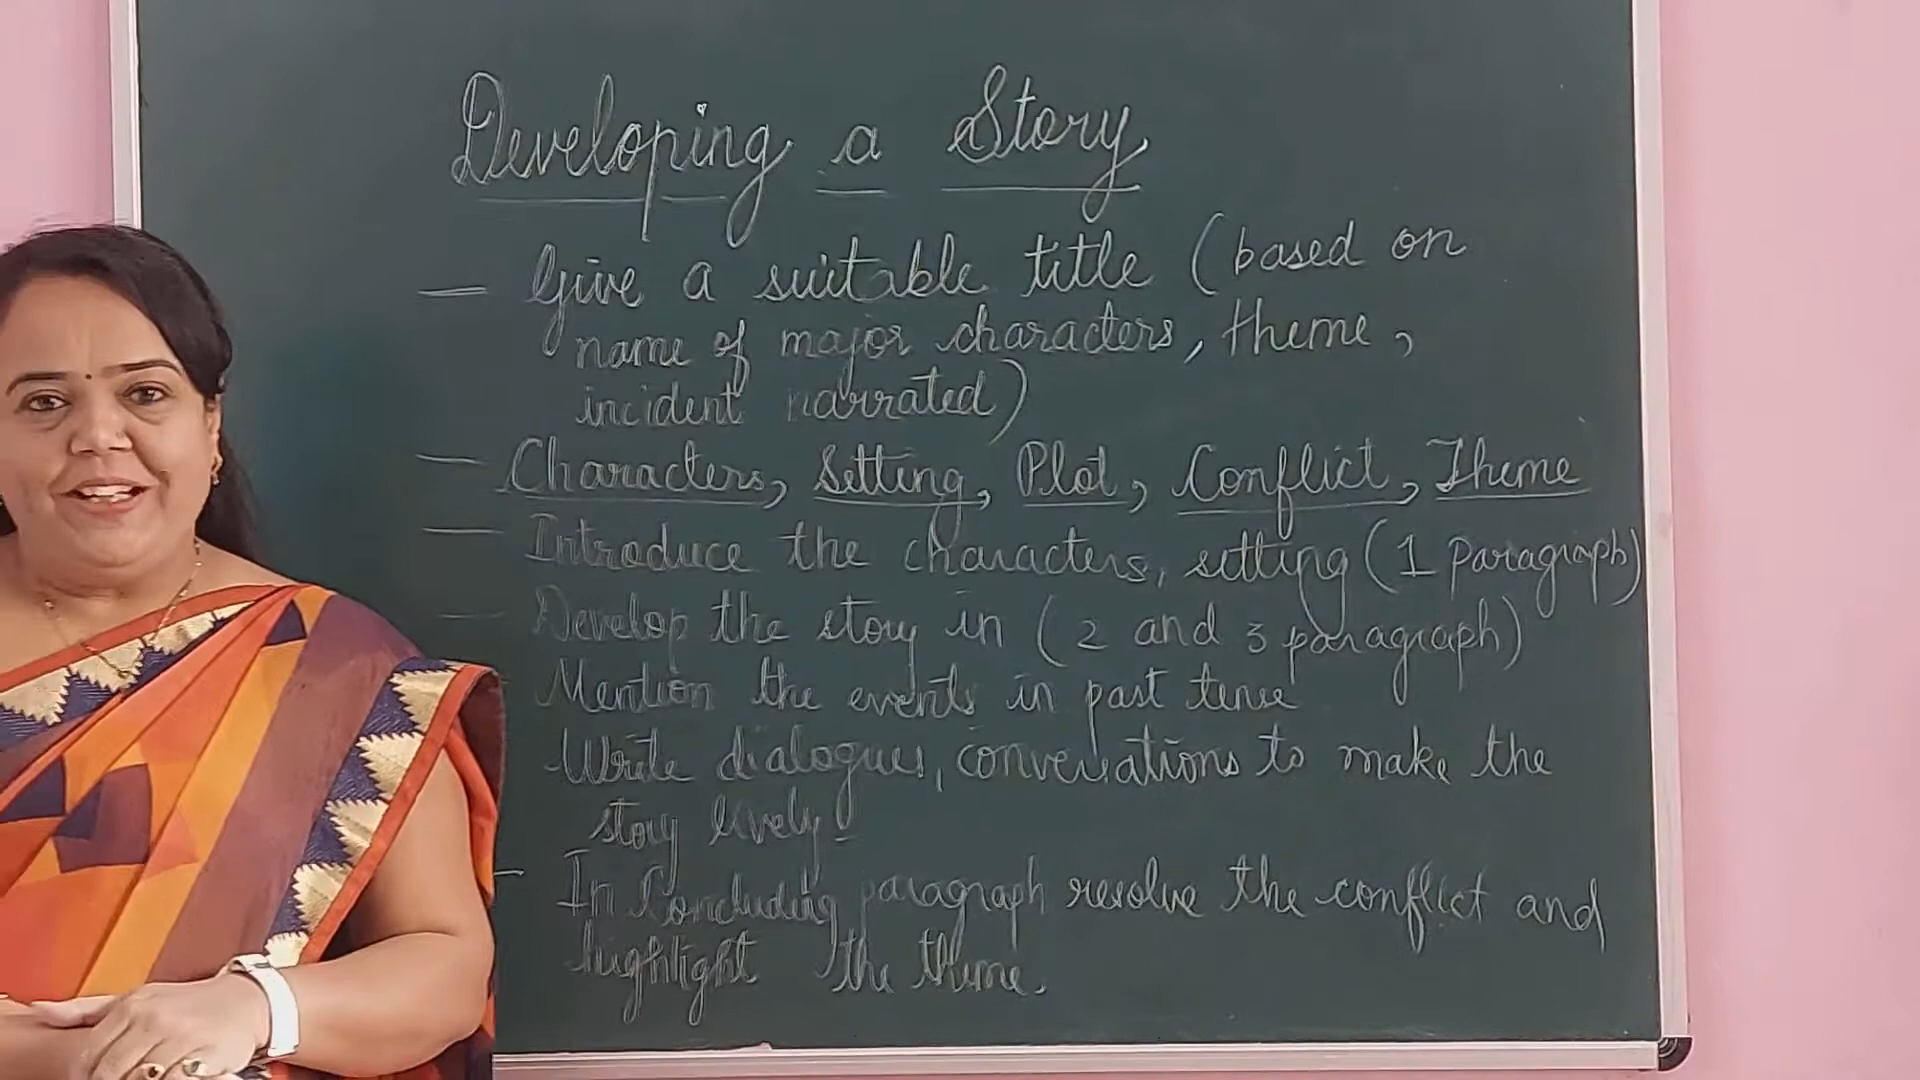 Developing a Story
— Give a suitable title (based on
name of major characters, theme,
incident narrated)
— Characters, Setting, Plot, Conflict, Theme
— Introduce the characters, setting (1 paragraph)
— Develop the story in (2 and 3 paragraph)
Mention the events in past tense
Write dialogues, conversations to make the
story lively.
— In Concluding paragraph resolve the conflict and
highlight the theme.